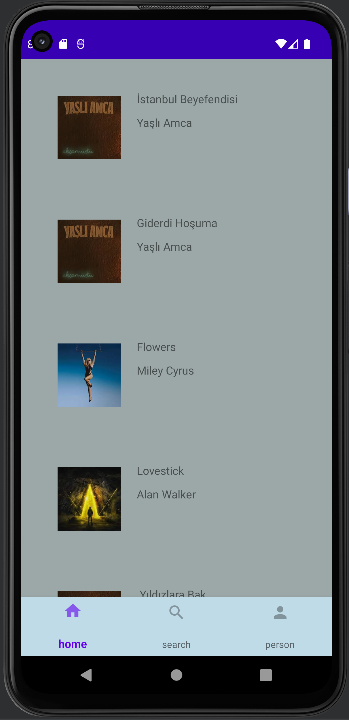 YAŞLI AMCA
İstanbul Beyefendisi
Yaşlı Amca
YAŞLI AMCA
Giderdi Hoşuma
Yaşlı Amca
Flowers
Miley Cyrus
Lovestick
Alan Walker
Yıldızlara Bak
home
search
person